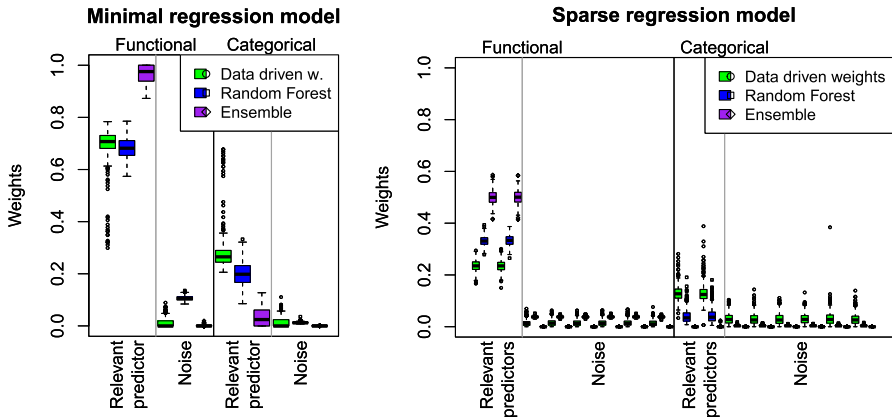 Minimal regression model
Functional
Categorical
Data driven w.
Random Forest
Ensemble
Weights
1.0
0.8
0.6
0.4
0.2
0.0
Relevant
predictor
Noise
Relevant
predictor
Noise
Sparse regression model
Functional
Categorical
Data driven weights
Random Forest
Ensemble
Weights
1.0
0.8
0.6
0.4
0.2
0.0
Relevant
predictors
Noise
Relevant
predictors
Noise